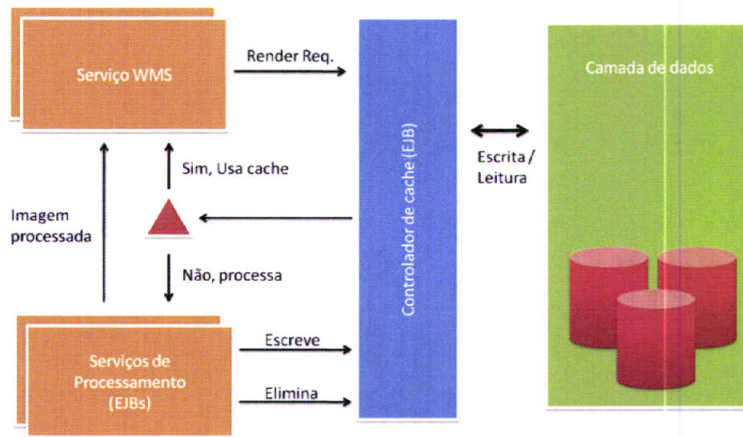 Serviço WMS
Render Req.
Camada de dados
Sim, Usa cache
Controlador de cache (EJB)
Escrita /
Leitura
Imagem
processada
Não, processa
Serviços de
Processamento
(EJBs)
Escreve
Elimina